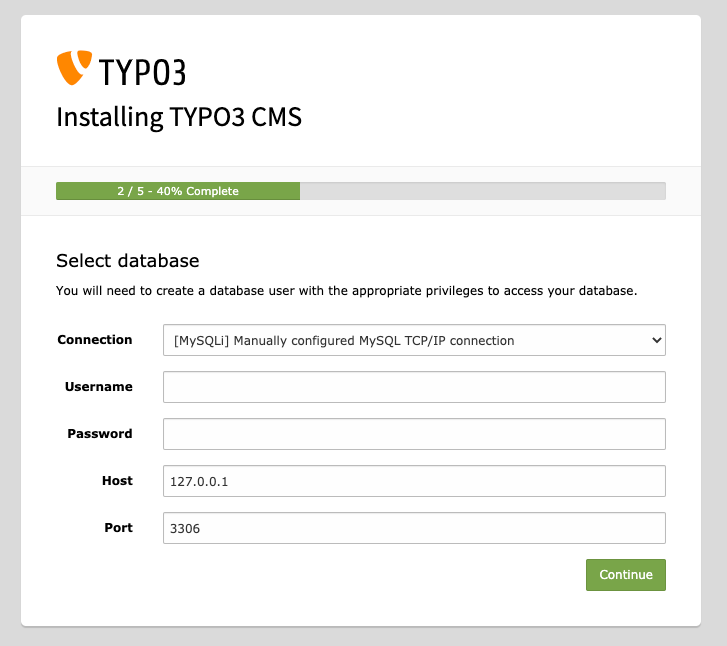 TYPO3
Installing TYPO3 CMS
2 / 5 - 40% Complete
Select database
You will need to create a database user with the appropriate privileges to access your database.
Connection [MySQLi] Manually configured MySQL TCP/IP connection
Username
Password
Host 127.0.0.1
Port 3306
Continue